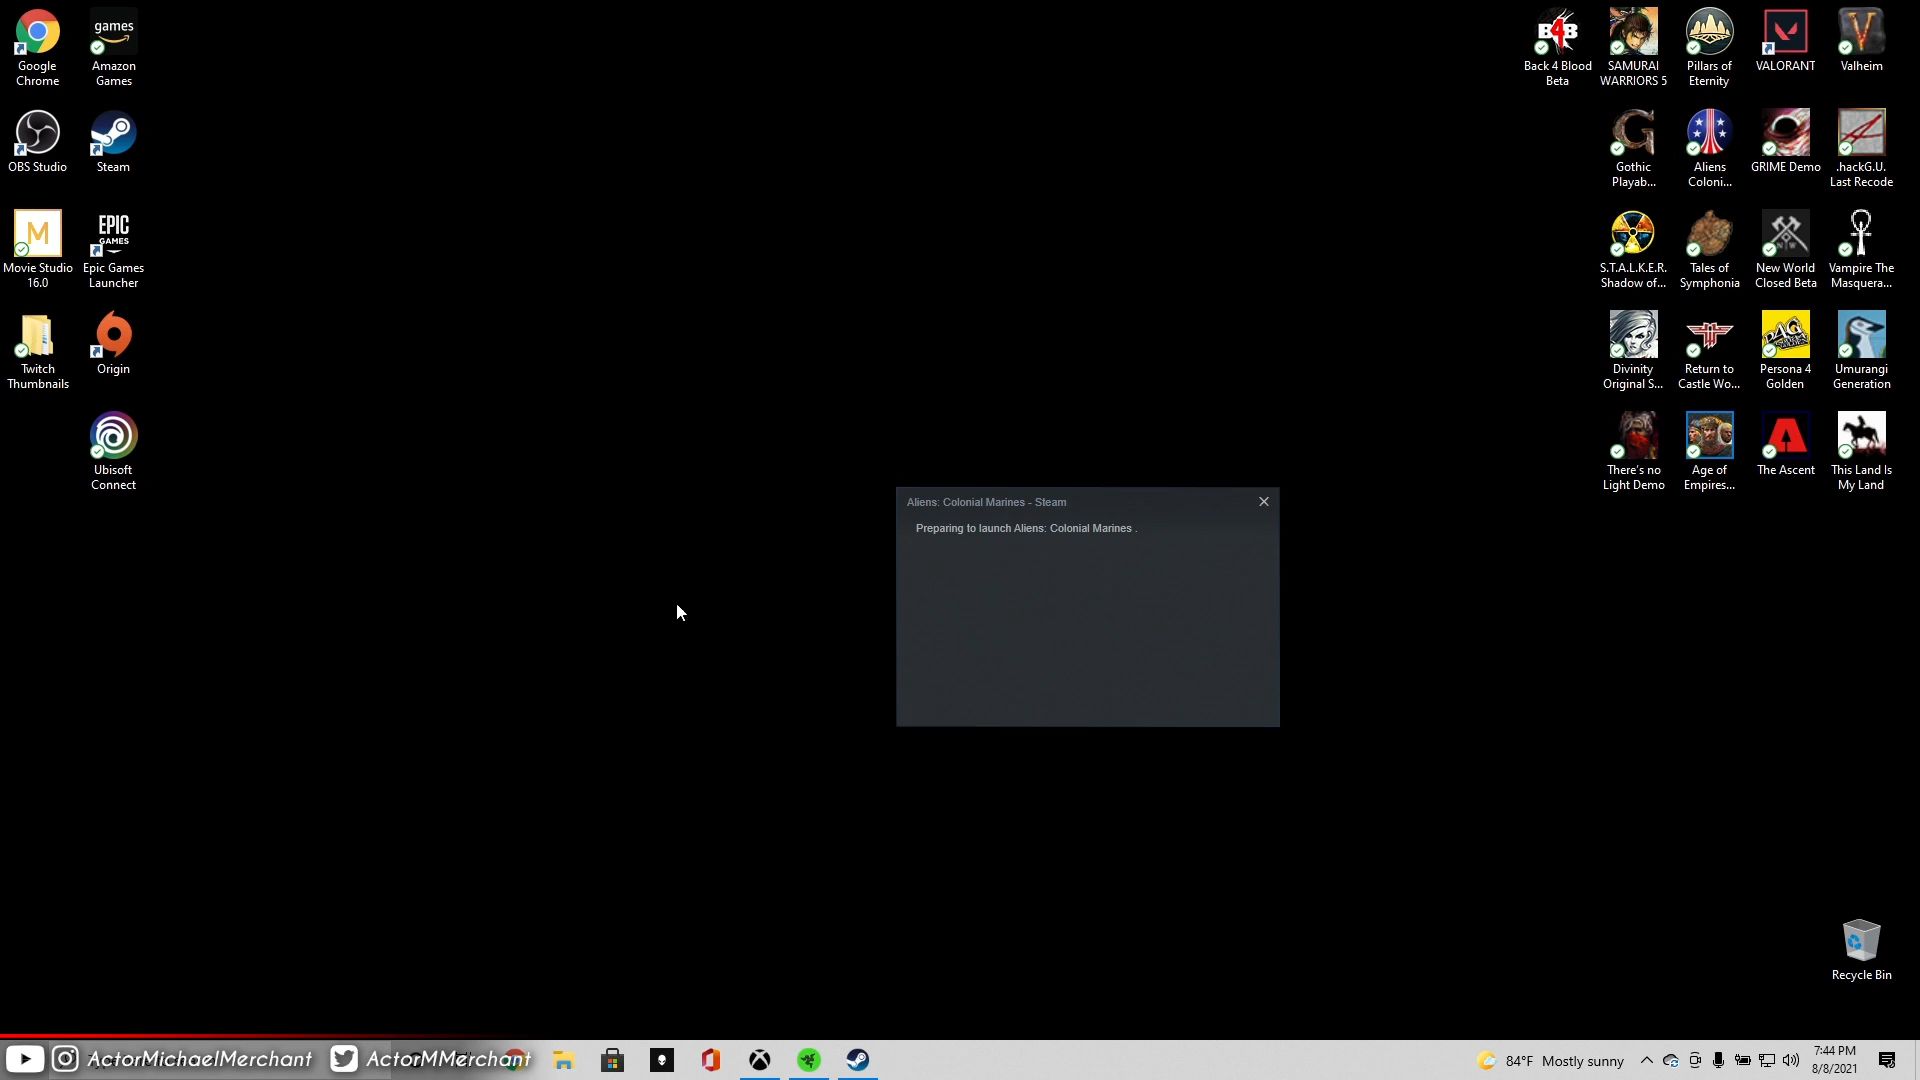 Google
Chrome
games
Amazon
Games
OBS Studio
Steam
M
Movie Studio
16.0
EPIC
GAMES
Epic Games
Launcher
Twitch
Thumbnails
Origin
Ubisoft
Connect
B4B
Back 4 Blood
Beta
SAMURAI
WARRIORS 5
Pillars of
Eternity
VALORANT
Valheim
Gothic
Playab...
Aliens
Coloni...
GRIME Demo
.hackG.U.
Last Recode
S.T.A.L.K.E.R.
Shadow of...
Tales of
Symphonia
N W
New World
Closed Beta
Vampire The
Masquera...
Divinity
Original S...
Return to
Castle Wo...
P4G
Persona 4
Golden
Umurangi
Generation
There's no
Light Demo
Age of
Empires...
The Ascent
This Land Is
My Land
Aliens: Colonial Marines - Steam
Preparing to launch Aliens: Colonial Marines .
Recycle Bin
ActorMichaelMerchant
ActorMMerchant
84°F Mostly sunny
7:44 PM
8/8/2021